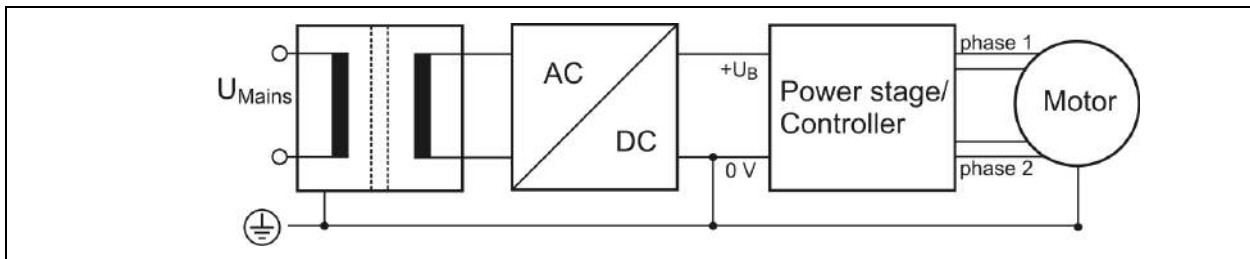 U_Mains
AC
DC
+U_B
0 V
Power stage/
Controller
phase 1
phase 2
Motor